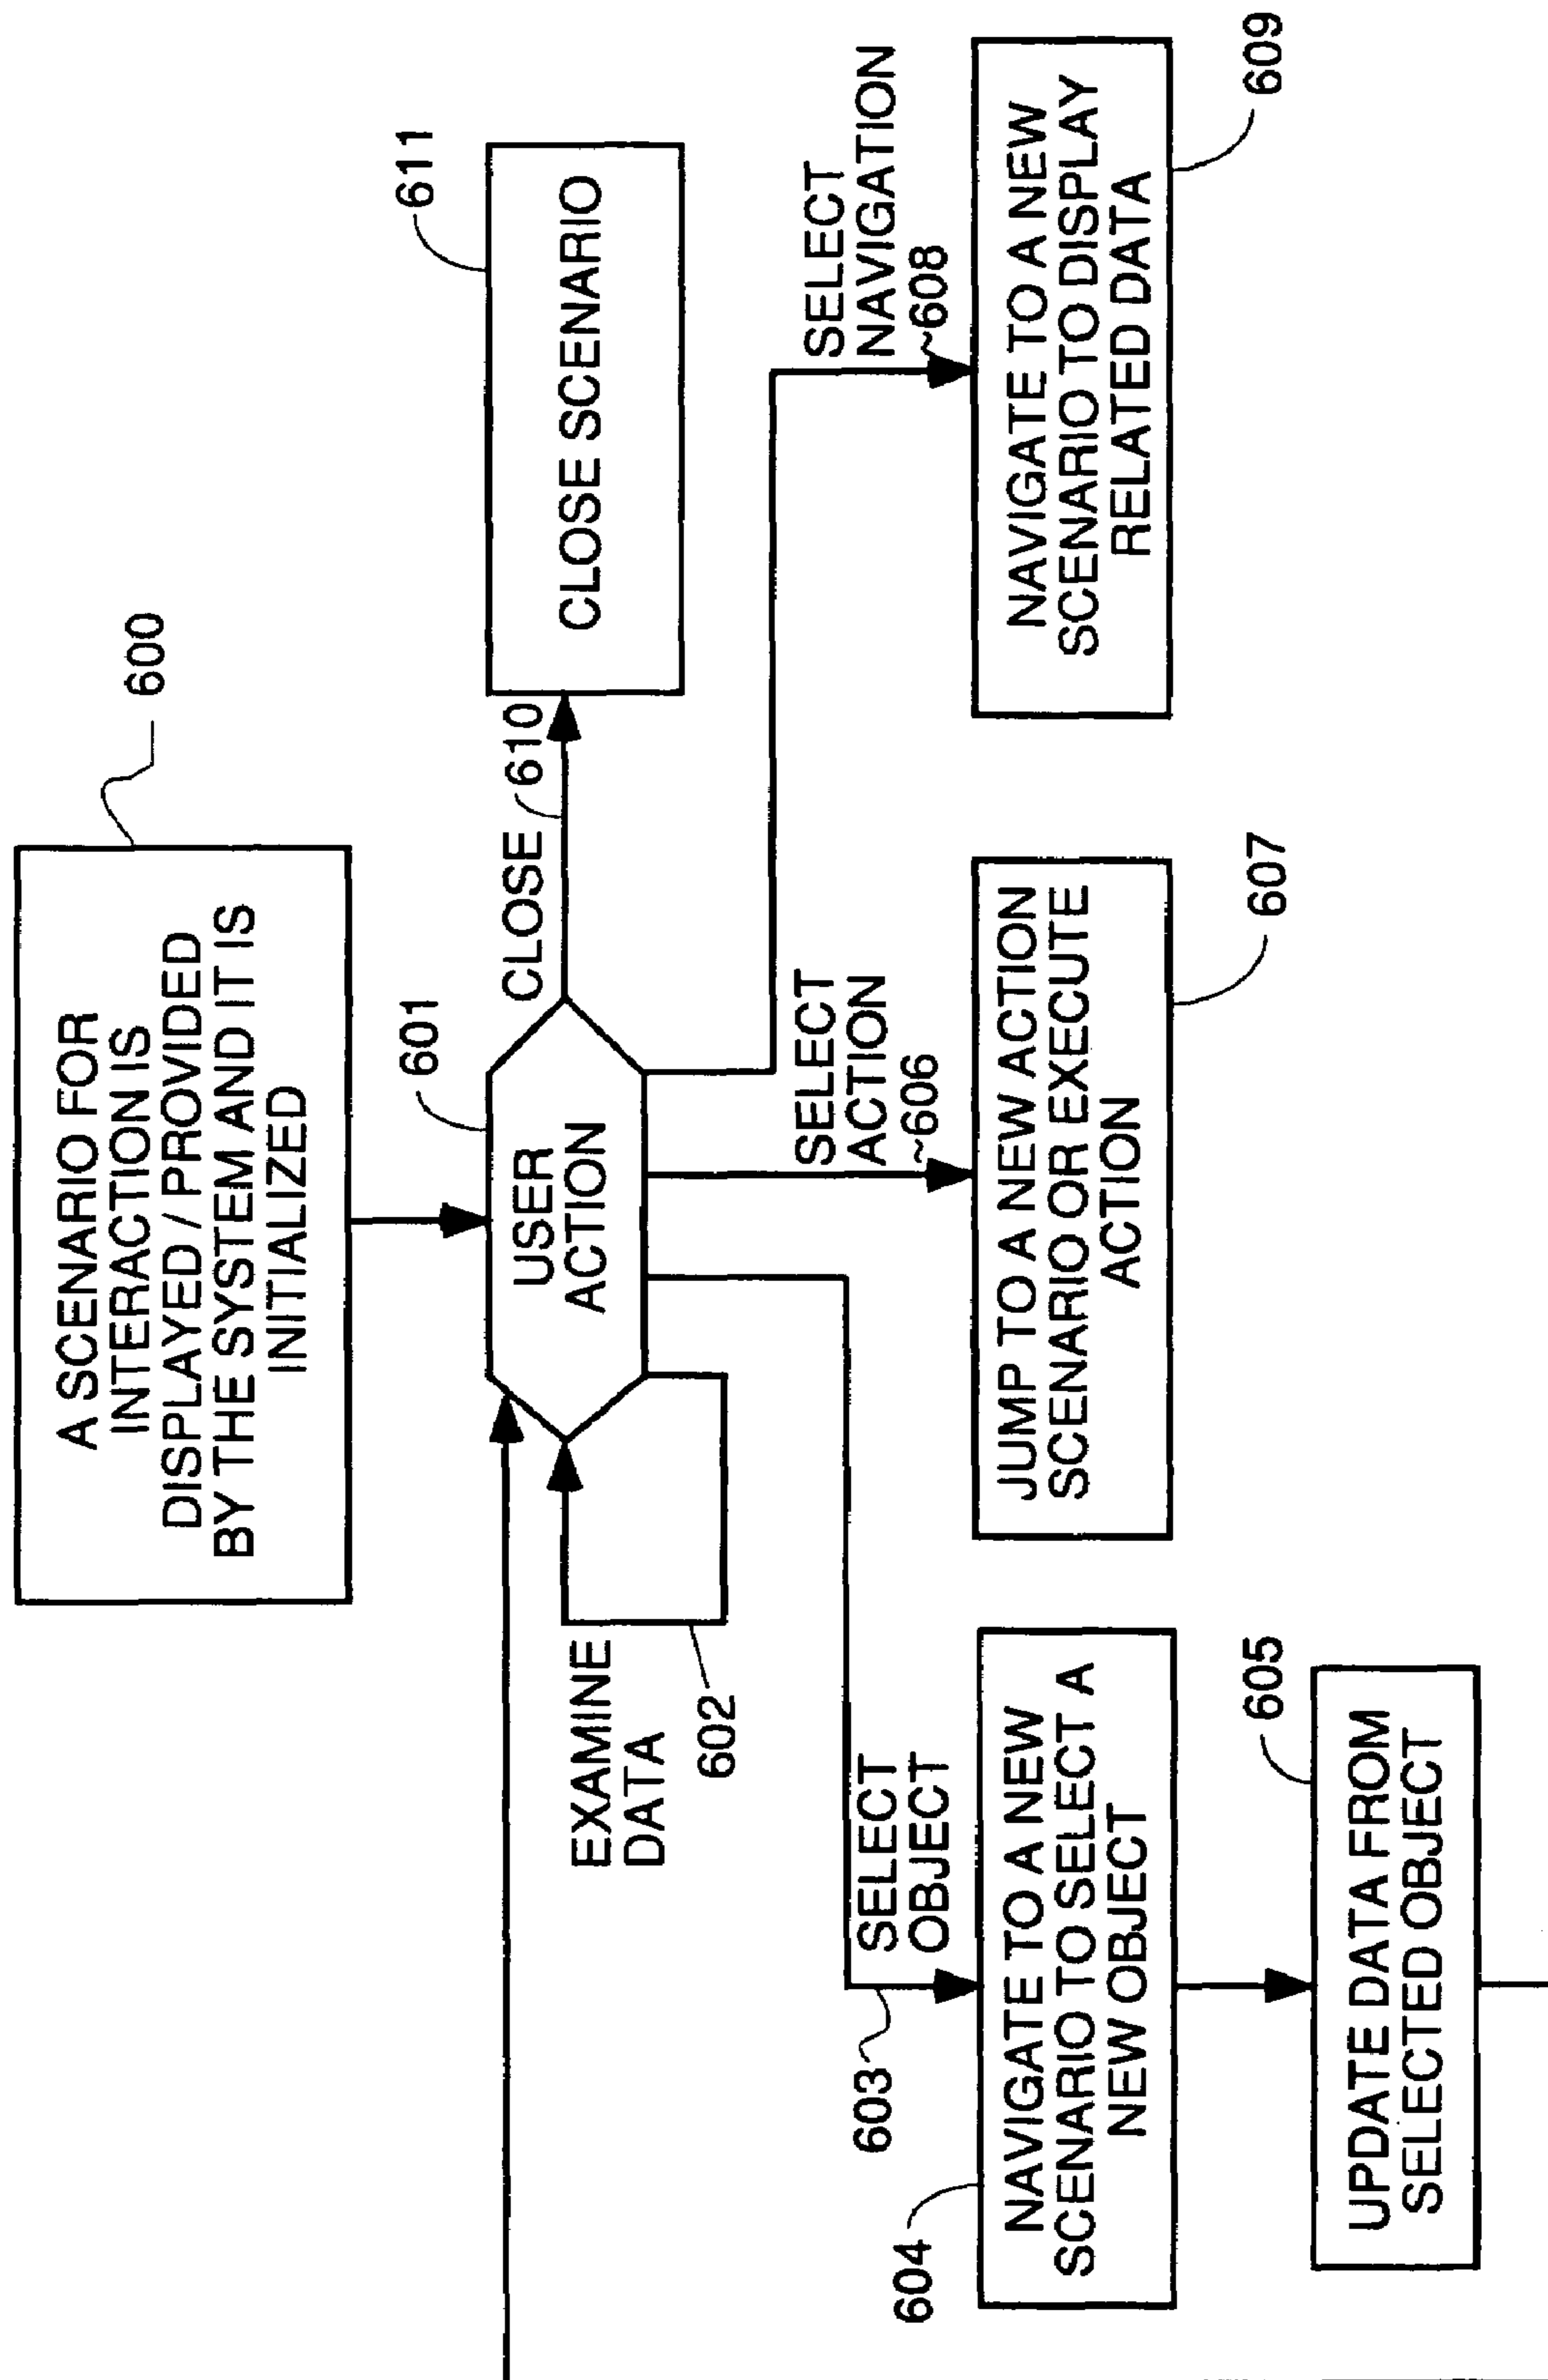 A SCENARIO FOR
INTERACTION IS
DISPLAYED / PROVIDED
BY THE SYSTEM AND IT IS
INITIALIZED
600
601
USER
ACTION
CLOSE
610
611
CLOSE SCENARIO
EXAMINE
DATA
602
SELECT
OBJECT
603
SELECT
ACTION
~606
SELECT
NAVIGATION
~608
604
NAVIGATE TO A NEW
SCENARIO TO SELECT A
NEW OBJECT
JUMP TO A NEW ACTION
SCENARIO OR EXECUTE
ACTION
607
NAVIGATE TO A NEW
SCENARIO TO DISPLAY
RELATED DATA
609
605
UPDATE DATA FROM
SELECTED OBJECT